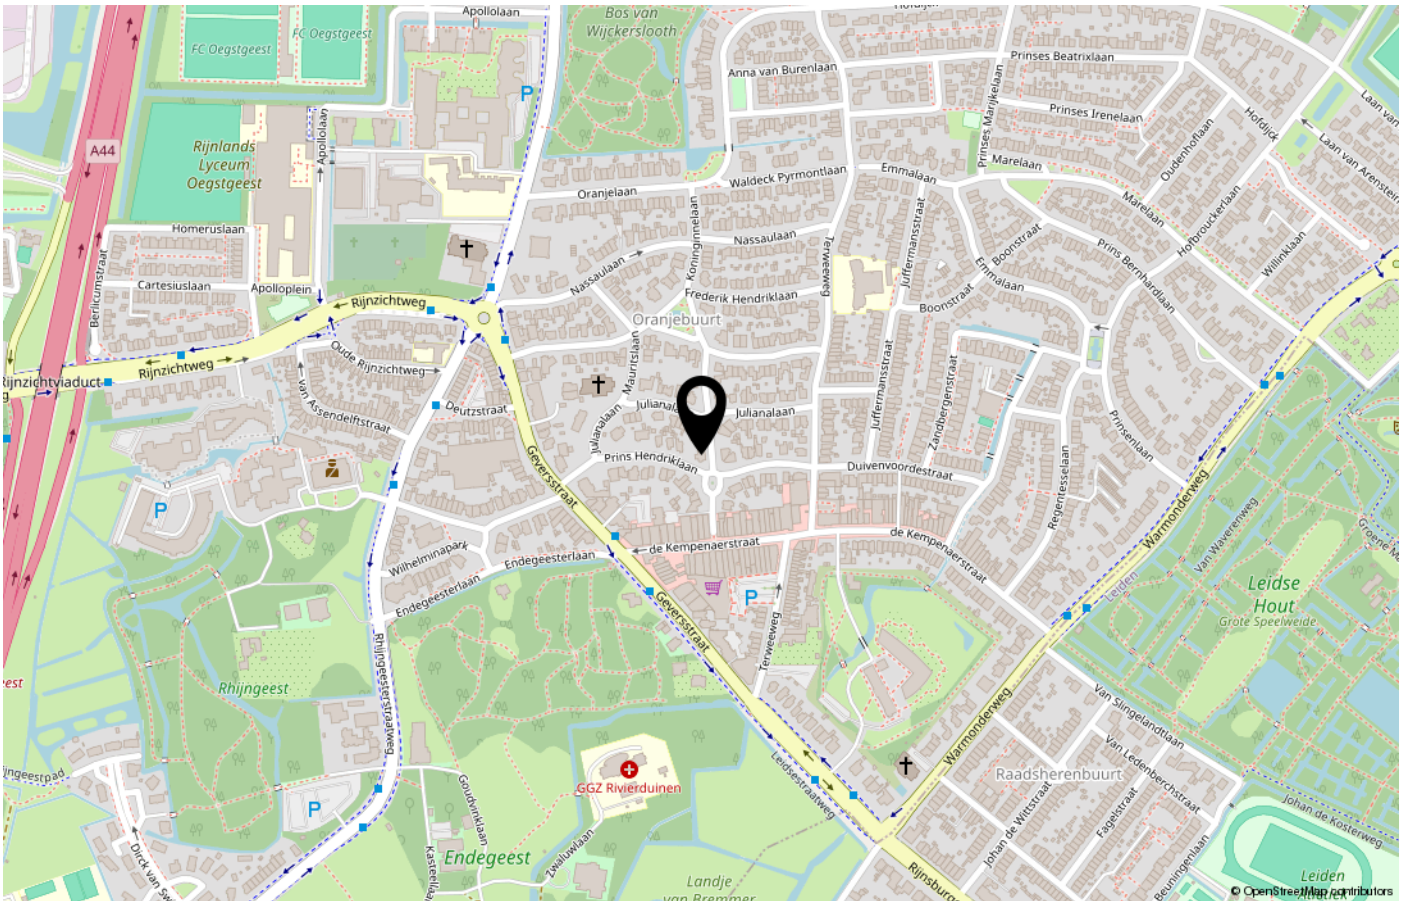 Apollolaan
Hofdijck
FC Oegstgeest
FC Oegstgeest
Bos van
Wijckerslooth
Prinses Beatrixlaan
Anna van Burenlaan
Prinses Irenelaan
Prinses Marijkelaan
Hofdijck
Laan van
Laan van Arenstein
Oudenhoflaan
A44
Rijnlands
Lyceum
Oegstgeest
Apollolaan
P
Marelaan
Marelaan
Emmalaan
Waldeck Pyrmontlaan
Oranjelaan
Hofbrouckerlaan
Willinklaan
Homeruslaan
Koninginnelaan
Nassaulaan
Nassaulaan
Terweeweg
Juffermansstraat
Boonstraat
Prins Bernhardlaan
Emmalaan
Berlicumstraat
Cartesiuslaan
Apolloplein
Rijnzichtweg
Frederik Hendriklaan
Boonstraat
Oranjebuurt
Oude Rijnzichtweg
Rijnzichtweg
Rijnzichtviaduct
Mauritslaan
van Assendelftstraat
Deutzstraat
Julianalaan
Julianalaan
Juffermansstraat
Zandbergenstraat
Prinsenlaan
Geversstraat
Prins Hendriklaan
Duivenvoordestraat
Regentesselaan
Warmonderweg
P
Van Waverenweg
de Kempenaerstraat
de Kempenaerstraat
Wilhelminapark
Endegeesterlaan
Endegeesterlaan
P
Geversstraat
Terweeweg
Leiden
Leidse
Hout
Grote Speelweide
Rhijngeest
Rhijngeesterstraatweg
Warmonderweg
Van Slingelandtlaan
Van Ledenberchstraat
Raadsherenbuurt
Johan de Wittstraat
Fagelstraat
Leidsestraatweg
GGZ Rivierduinen
P
Goudvinklaan
Zwaluwlaan
Endegeest
Johan de Kosterweg
Beuningenlaan
Landje
van Bremmer
Leiden
© OpenStreetMap contributors